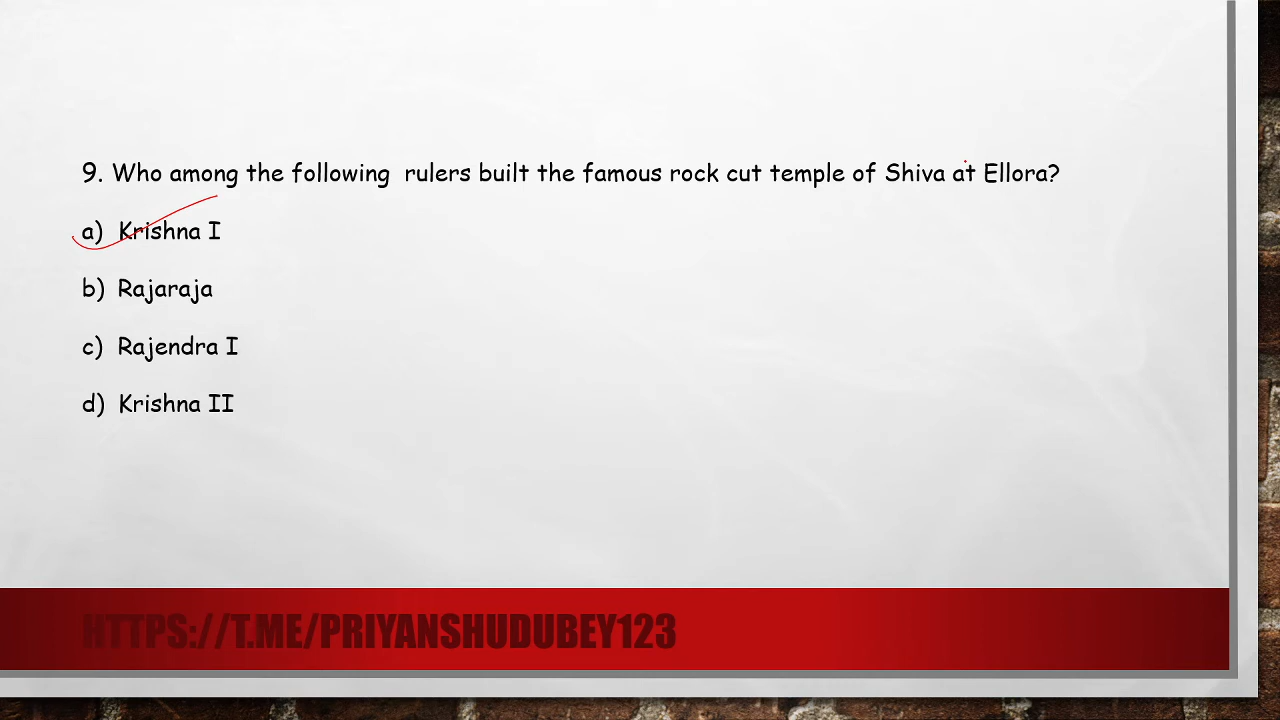 9. Who among the following rulers built the famous rock cut temple of Shiva at Ellora?
a) Krishna I
b) Rajaraja
c) Rajendra I
d) Krishna II
HTTPS://T.ME/PRIYANSHUDUBEY123